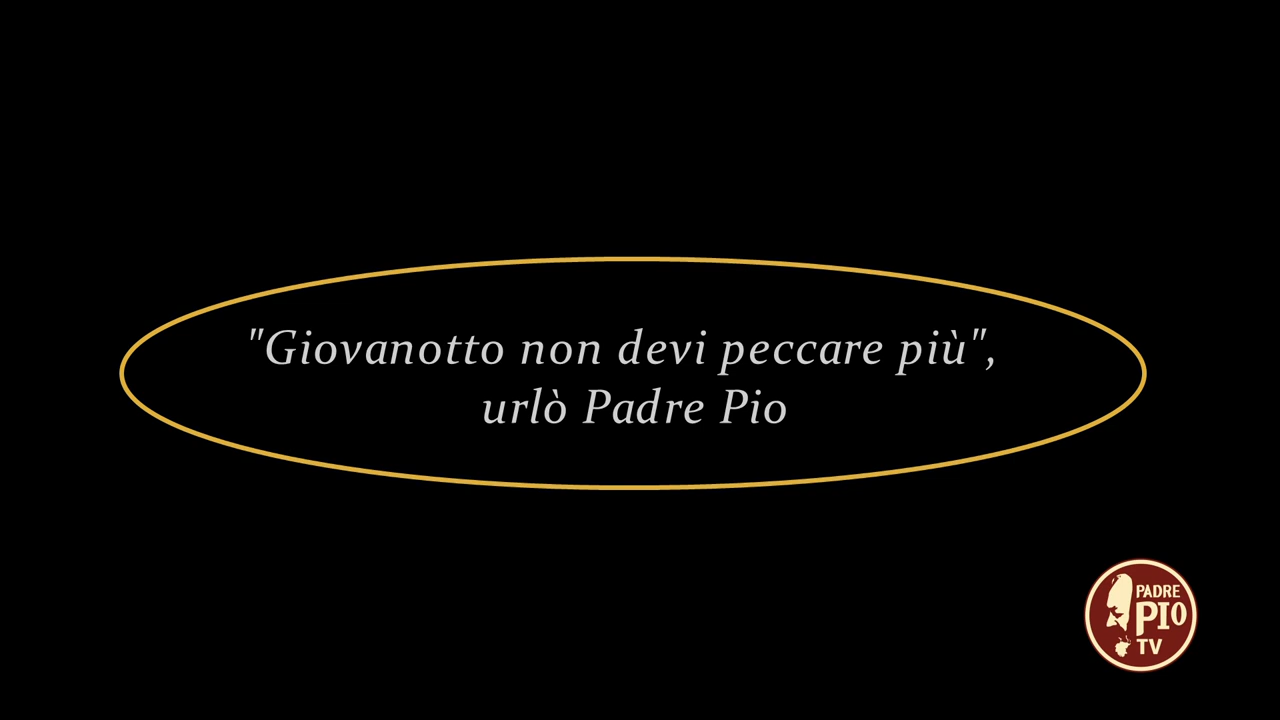 "Giovanotto non devi peccare più",
urlò Padre Pio
PADRE
PIO
TV